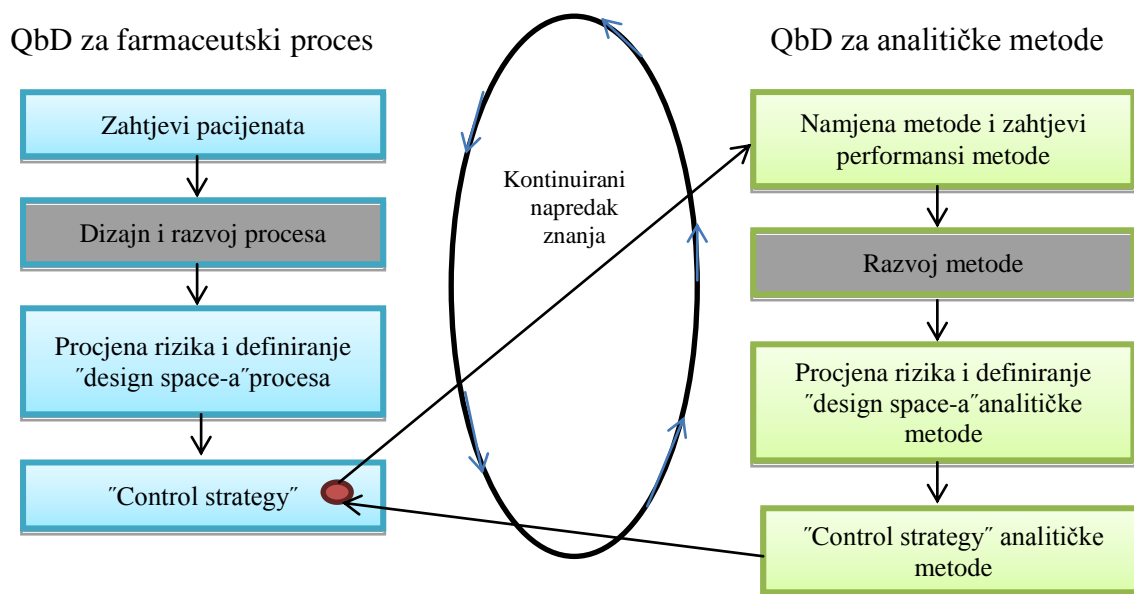 QbD za farmaceutski proces
Zahtjevi pacijenata
Dizajn i razvoj procesa
Procjena rizika i definiranje
˝design space-a˝procesa
˝Control strategy˝
Kontinuirani
napredak
znanja
QbD za analitičke metode
Namjena metode i zahtjevi
performansi metode
Razvoj metode
Procjena rizika i definiranje
˝design space-a˝analitičke
metode
˝Control strategy˝ analitičke
metode